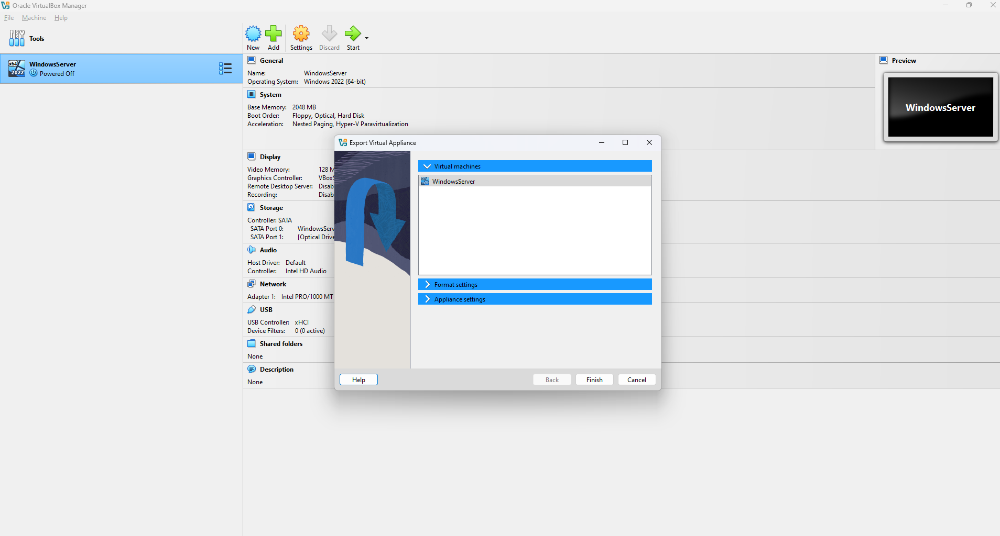 Oracle VirtualBox Manager
File Machine Help
Tools
New Add Settings Discard Start
x64 2022
WindowsServer
Powered Off
General
Name: WindowsServer
Operating System: Windows 2022 (64-bit)
Preview
WindowsServer
System
Base Memory: 2048 MB
Boot Order: Floppy, Optical, Hard Disk
Acceleration: Nested Paging, Hyper-V Paravirtualization
Display
Video Memory: 128 M
Graphics Controller: VBoxS
Remote Desktop Server: Disab
Recording: Disab
Storage
Controller: SATA
SATA Port 0: WindowsServ
SATA Port 1: [Optical Drive
Audio
Host Driver: Default
Controller: Intel HD Audio
Network
Adapter 1: Intel PRO/1000 MT
USB
USB Controller: xHCI
Device Filters: 0 (0 active)
Shared folders
None
Description
None
Export Virtual Appliance
Virtual machines
WindowsServer
Format settings
Appliance settings
Help Back Finish Cancel